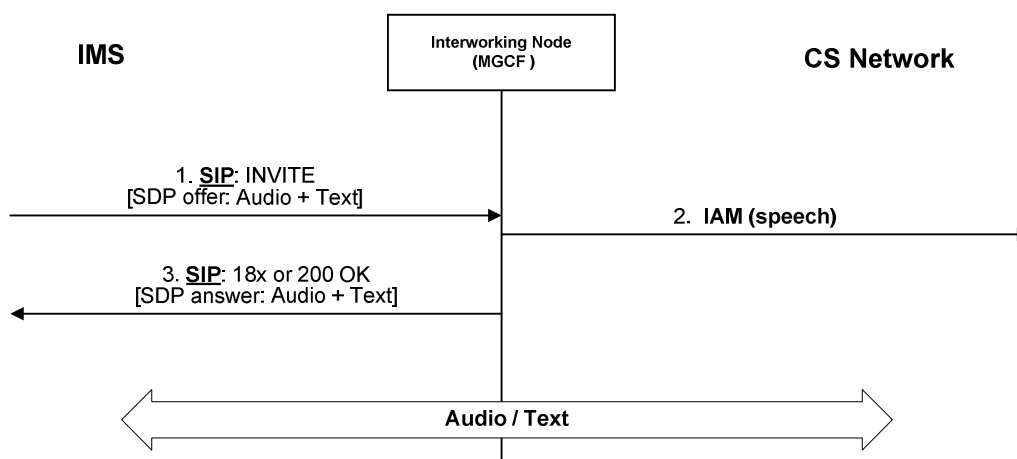 IMS
Interworking Node
(MGCF )
CS Network
1. SIP: INVITE
[SDP offer: Audio + Text]
2. IAM (speech)
3. SIP: 18x or 200 OK
[SDP answer: Audio + Text]
Audio / Text